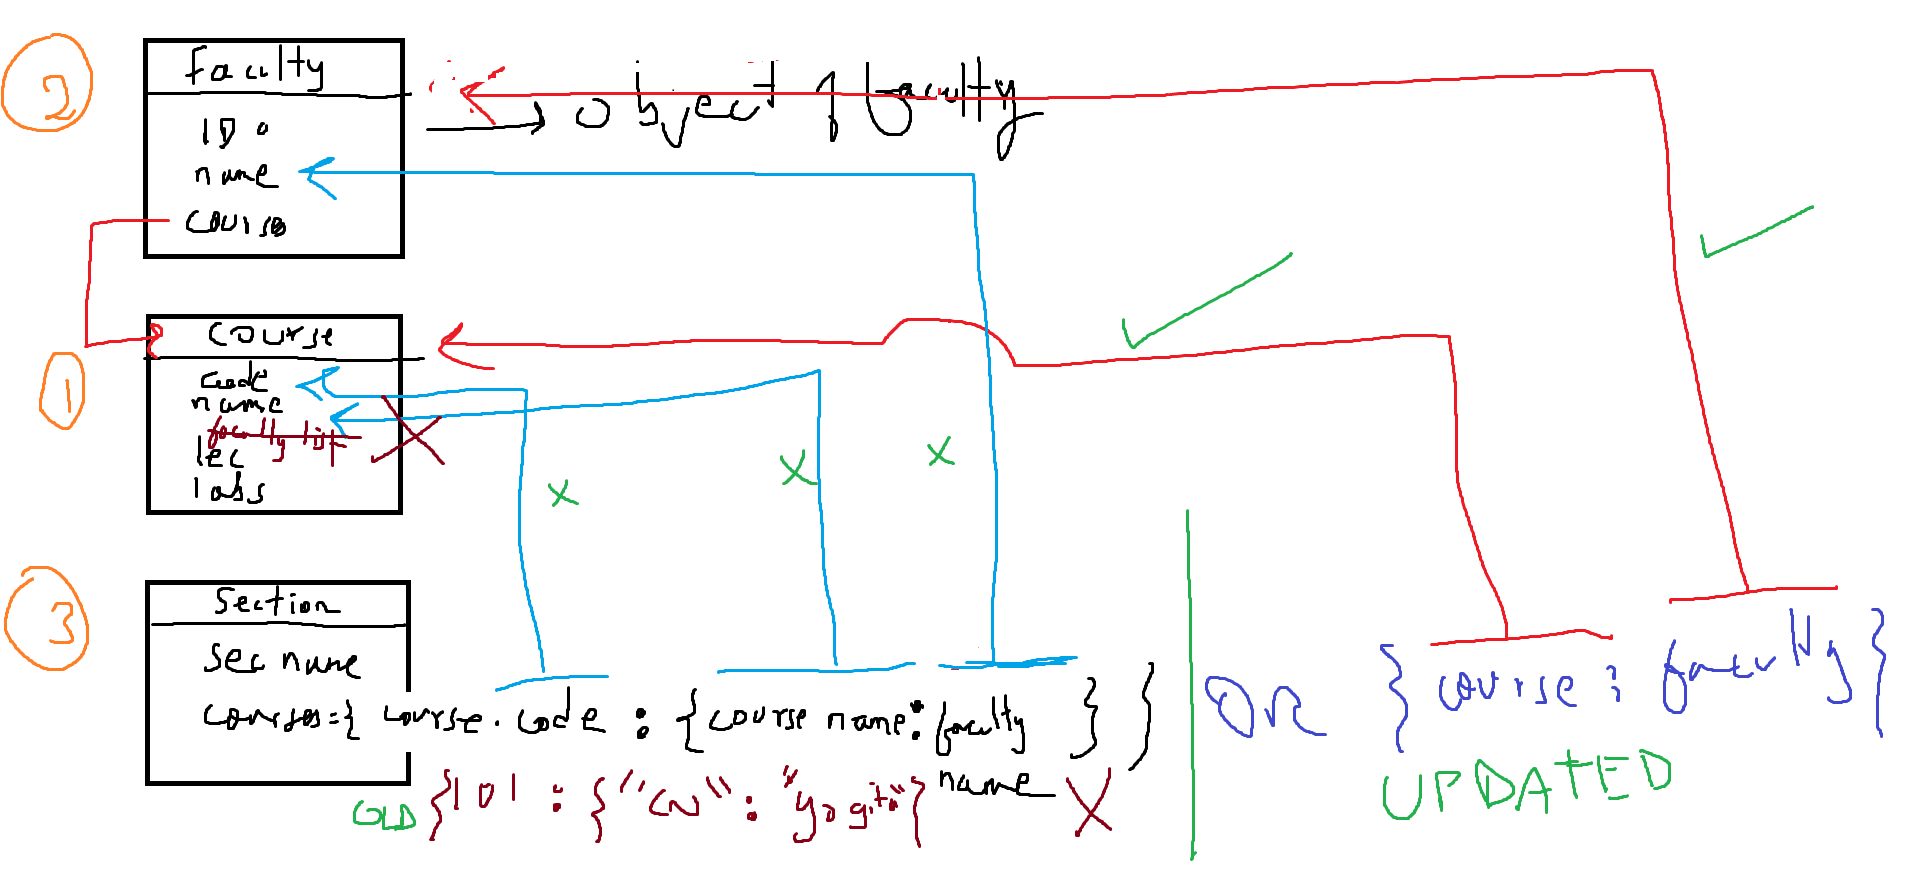 2
Faculty
ID
name
course
→ object of faculty
1
Course
code
name
faculty list
lec
labs
3
Section
sec name
courses={ course.code : {course name: faculty name } }
OLD {101 : {"CN" : "Yogita"}
OR
{ course : faculty }
UPDATED